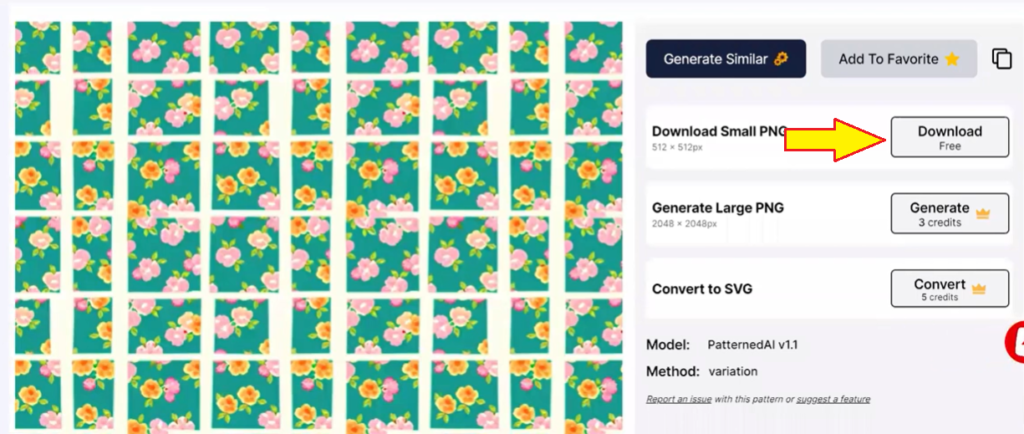 Generate Similar
Add To Favorite
Download Small PNG
512 × 512px
Download
Free
Generate Large PNG
2048 × 2048px
Generate
3 credits
Convert to SVG
Convert
5 credits
Model: PatternedAI v1.1
Method: variation
Report an issue with this pattern or suggest a feature